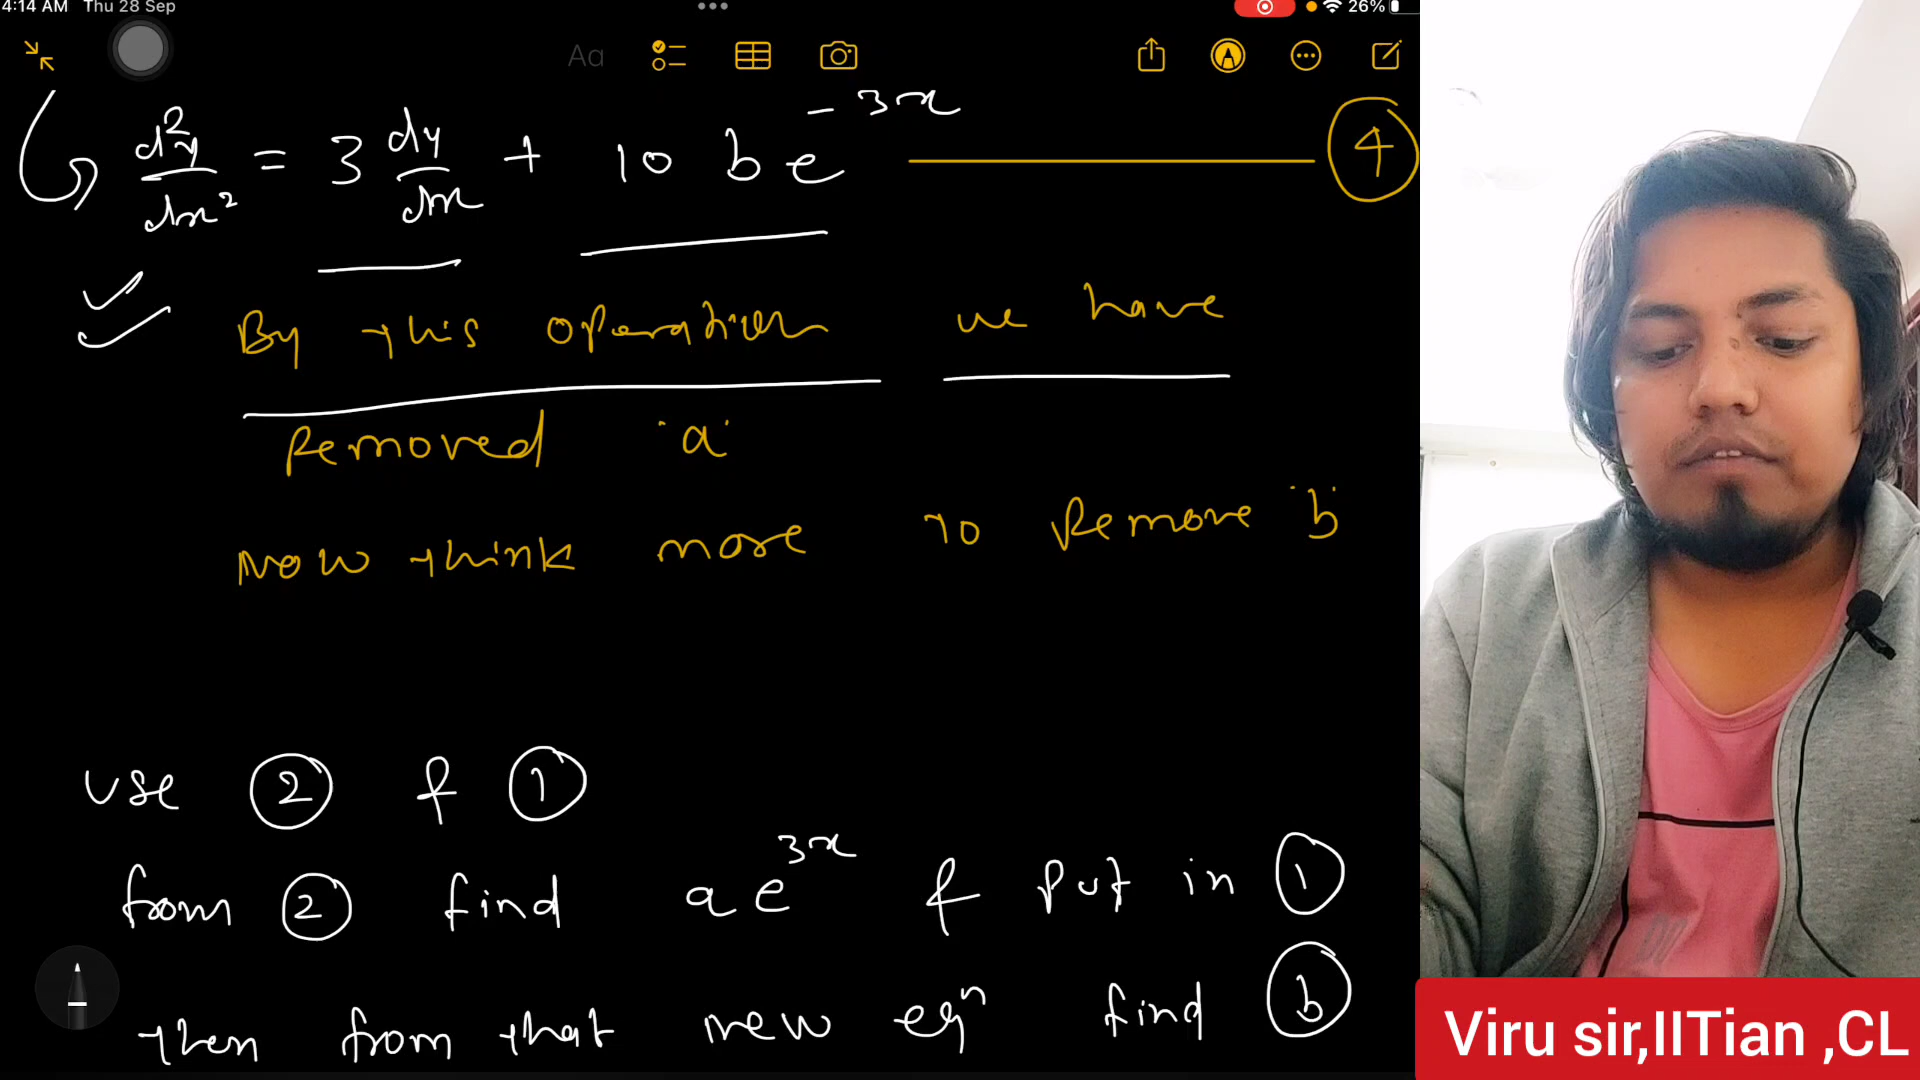 4:14 AM Thu 28 Sep
26%
Aa
d²y/dx² = 3 dy/dx + 10 b e^-3x ④
By this operation we have
Removed 'a'
Now think more to Remove 'b'
use ② & ①
from ② find a e^3x & put in ①
then from that new eqⁿ find ⓑ
Viru sir,IITian ,CL